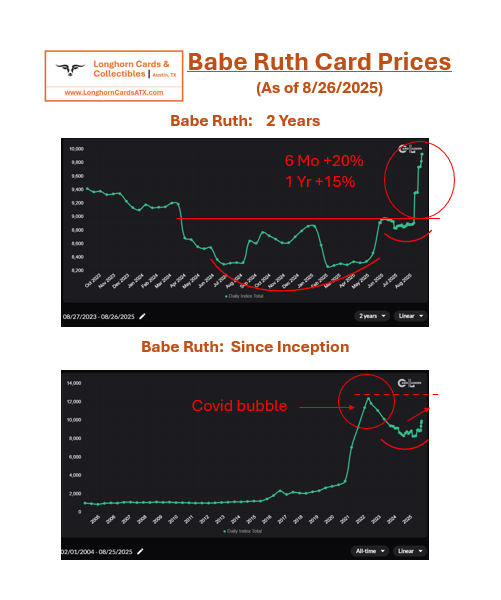 Longhorn Cards &
Collectibles | Austin, TX
www.LonghornCardsATX.com
Babe Ruth Card Prices
(As of 8/26/2025)
Babe Ruth: 2 Years
10,000
9,800
9,600
9,400
9,200
9,000
8,800
8,600
8,400
8,200
6 Mo +20%
1 Yr +15%
Oct 2023
Nov 2023
Dec 2023
Jan 2024
Feb 2024
Mar 2024
Apr 2024
May 2024
Jun 2024
Jul 2024
Aug 2024
Sep 2024
Oct 2024
Nov 2024
Dec 2024
Jan 2025
Feb 2025
Mar 2025
Apr 2025
May 2025
Jun 2025
Jul 2025
Aug 2025
Daily Index Total
08/27/2023 - 08/26/2025
2 years
Linear
Babe Ruth: Since Inception
14,000
12,000
10,000
8,000
6,000
4,000
2,000
0
Covid bubble
2005
2006
2007
2008
2009
2010
2011
2012
2013
2014
2015
2016
2017
2018
2019
2020
2021
2022
2023
2024
2025
Daily Index Total
02/01/2004 - 08/25/2025
All-time
Linear